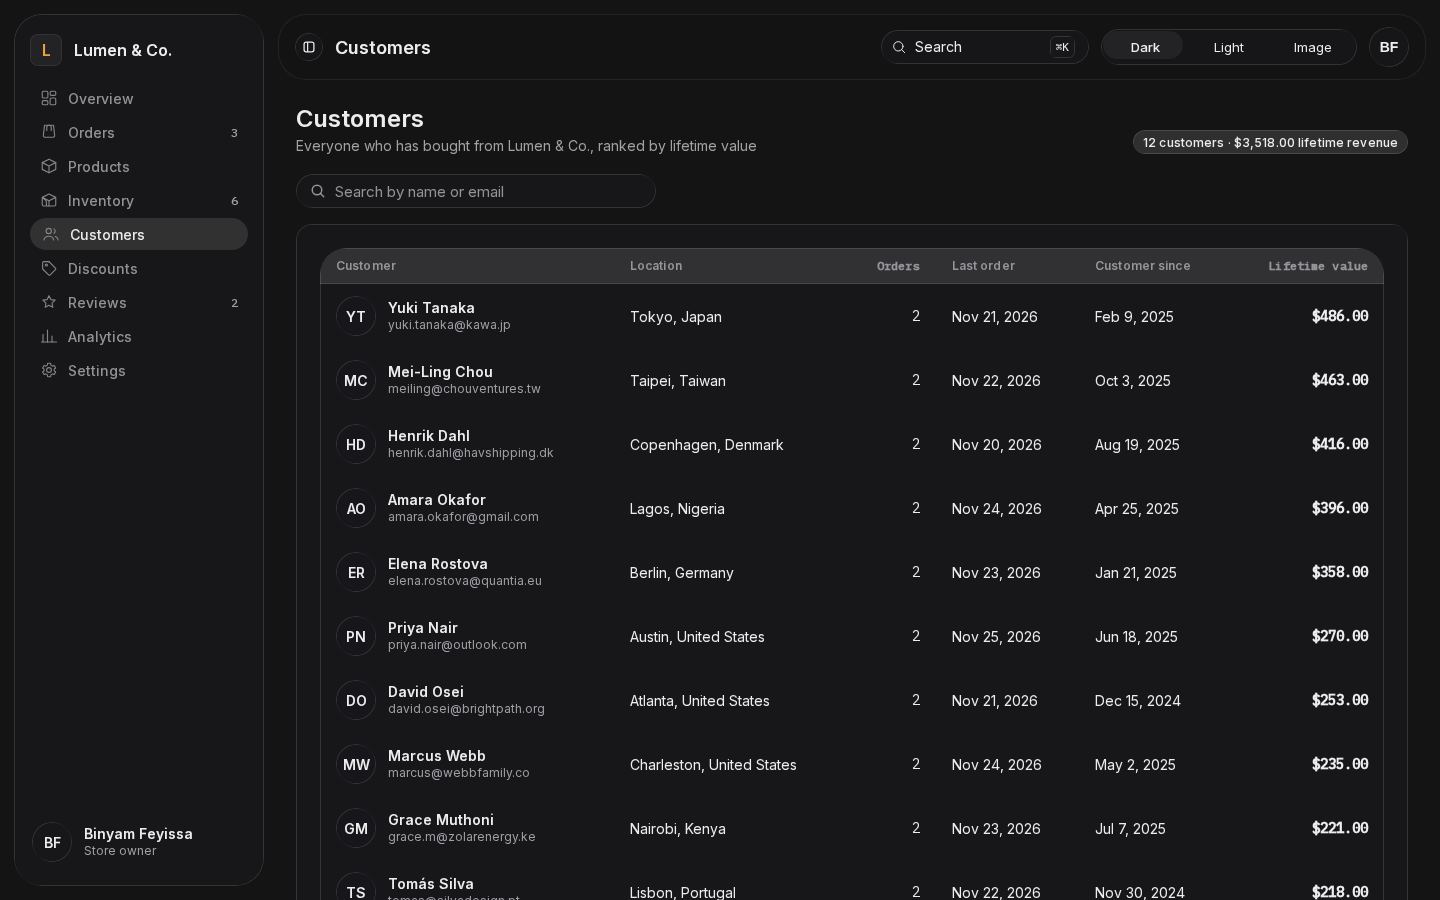 L Lumen & Co.
Overview
Orders 3
Products
Inventory 6
Customers
Discounts
Reviews 2
Analytics
Settings
BF Binyam Feyissa
Store owner
Customers
Search ⌘K
Dark Light Image
BF
Customers
Everyone who has bought from Lumen & Co., ranked by lifetime value
12 customers · $3,518.00 lifetime revenue
Search by name or email
Customer Location Orders Last order Customer since Lifetime value
YT Yuki Tanaka
yuki.tanaka@kawa.jp
Tokyo, Japan 2 Nov 21, 2026 Feb 9, 2025 $486.00
MC Mei-Ling Chou
meiling@chouventures.tw
Taipei, Taiwan 2 Nov 22, 2026 Oct 3, 2025 $463.00
HD Henrik Dahl
henrik.dahl@havshipping.dk
Copenhagen, Denmark 2 Nov 20, 2026 Aug 19, 2025 $416.00
AO Amara Okafor
amara.okafor@gmail.com
Lagos, Nigeria 2 Nov 24, 2026 Apr 25, 2025 $396.00
ER Elena Rostova
elena.rostova@quantia.eu
Berlin, Germany 2 Nov 23, 2026 Jan 21, 2025 $358.00
PN Priya Nair
priya.nair@outlook.com
Austin, United States 2 Nov 25, 2026 Jun 18, 2025 $270.00
DO David Osei
david.osei@brightpath.org
Atlanta, United States 2 Nov 21, 2026 Dec 15, 2024 $253.00
MW Marcus Webb
marcus@webbfamily.co
Charleston, United States 2 Nov 24, 2026 May 2, 2025 $235.00
GM Grace Muthoni
grace.m@zolarenergy.ke
Nairobi, Kenya 2 Nov 23, 2026 Jul 7, 2025 $221.00
TS Tomás Silva
Lisbon, Portugal 2 Nov 22, 2026 Nov 30, 2024 $218.00